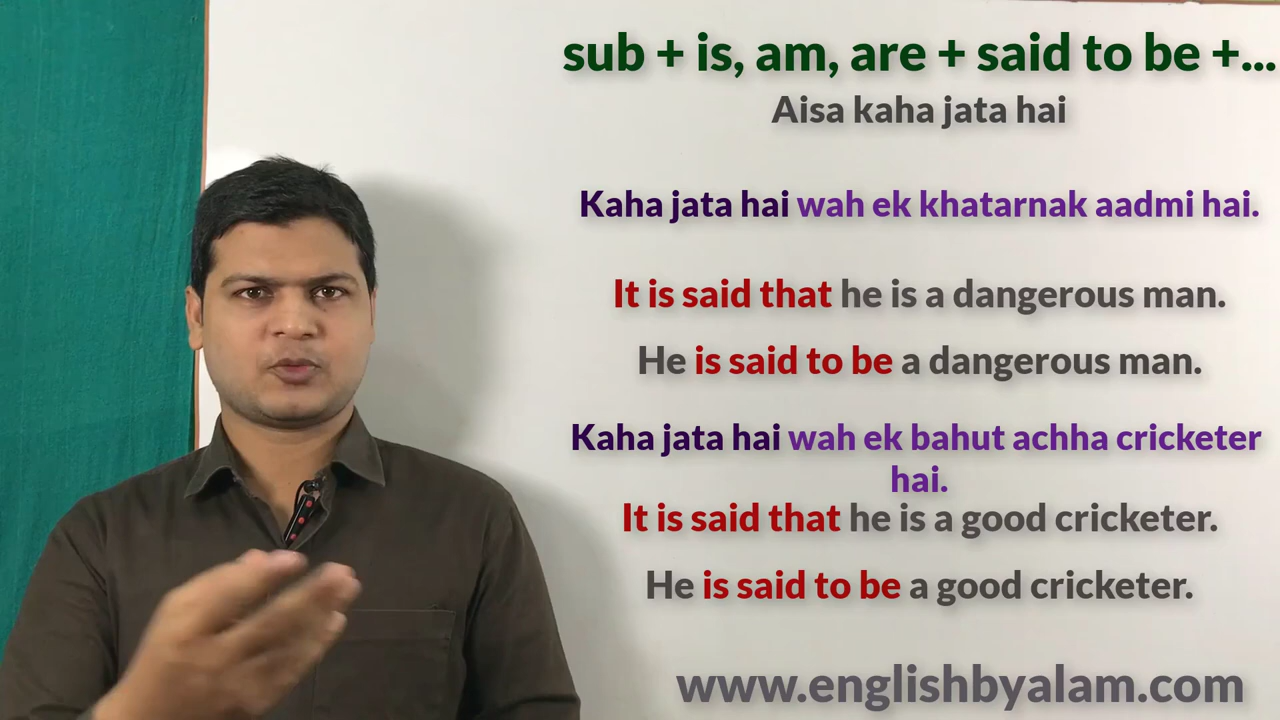 sub + is, am, are + said to be +...
Aisa kaha jata hai
Kaha jata hai wah ek khatarnak aadmi hai.
It is said that he is a dangerous man.
He is said to be a dangerous man.
Kaha jata hai wah ek bahut achha cricketer
hai.
It is said that he is a good cricketer.
He is said to be a good cricketer.
www.englishbyalam.com